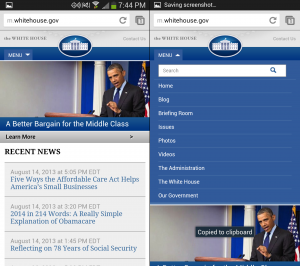 7:44 PM
m.whitehouse.gov
the WHITE HOUSE
Contact Us
MENU
A Better Bargain for the Middle Class
Learn More >
RECENT NEWS
August 14, 2013 at 5:05 PM EDT
Five Ways the Affordable Care Act Helps
America's Small Businesses
August 14, 2013 at 3:20 PM EDT
2014 in 214 Words: A Really Simple
Explanation of Obamacare
August 14, 2013 at 1:45 PM EDT
Reflecting on 78 Years of Social Security
Saving screenshot...
m.whitehouse.gov
the WHITE HOUSE
Contact Us
MENU
Search
Home
Blog
Briefing Room
Issues
Photos
Videos
The Administration
The White House
Our Government
Copied to clipboard